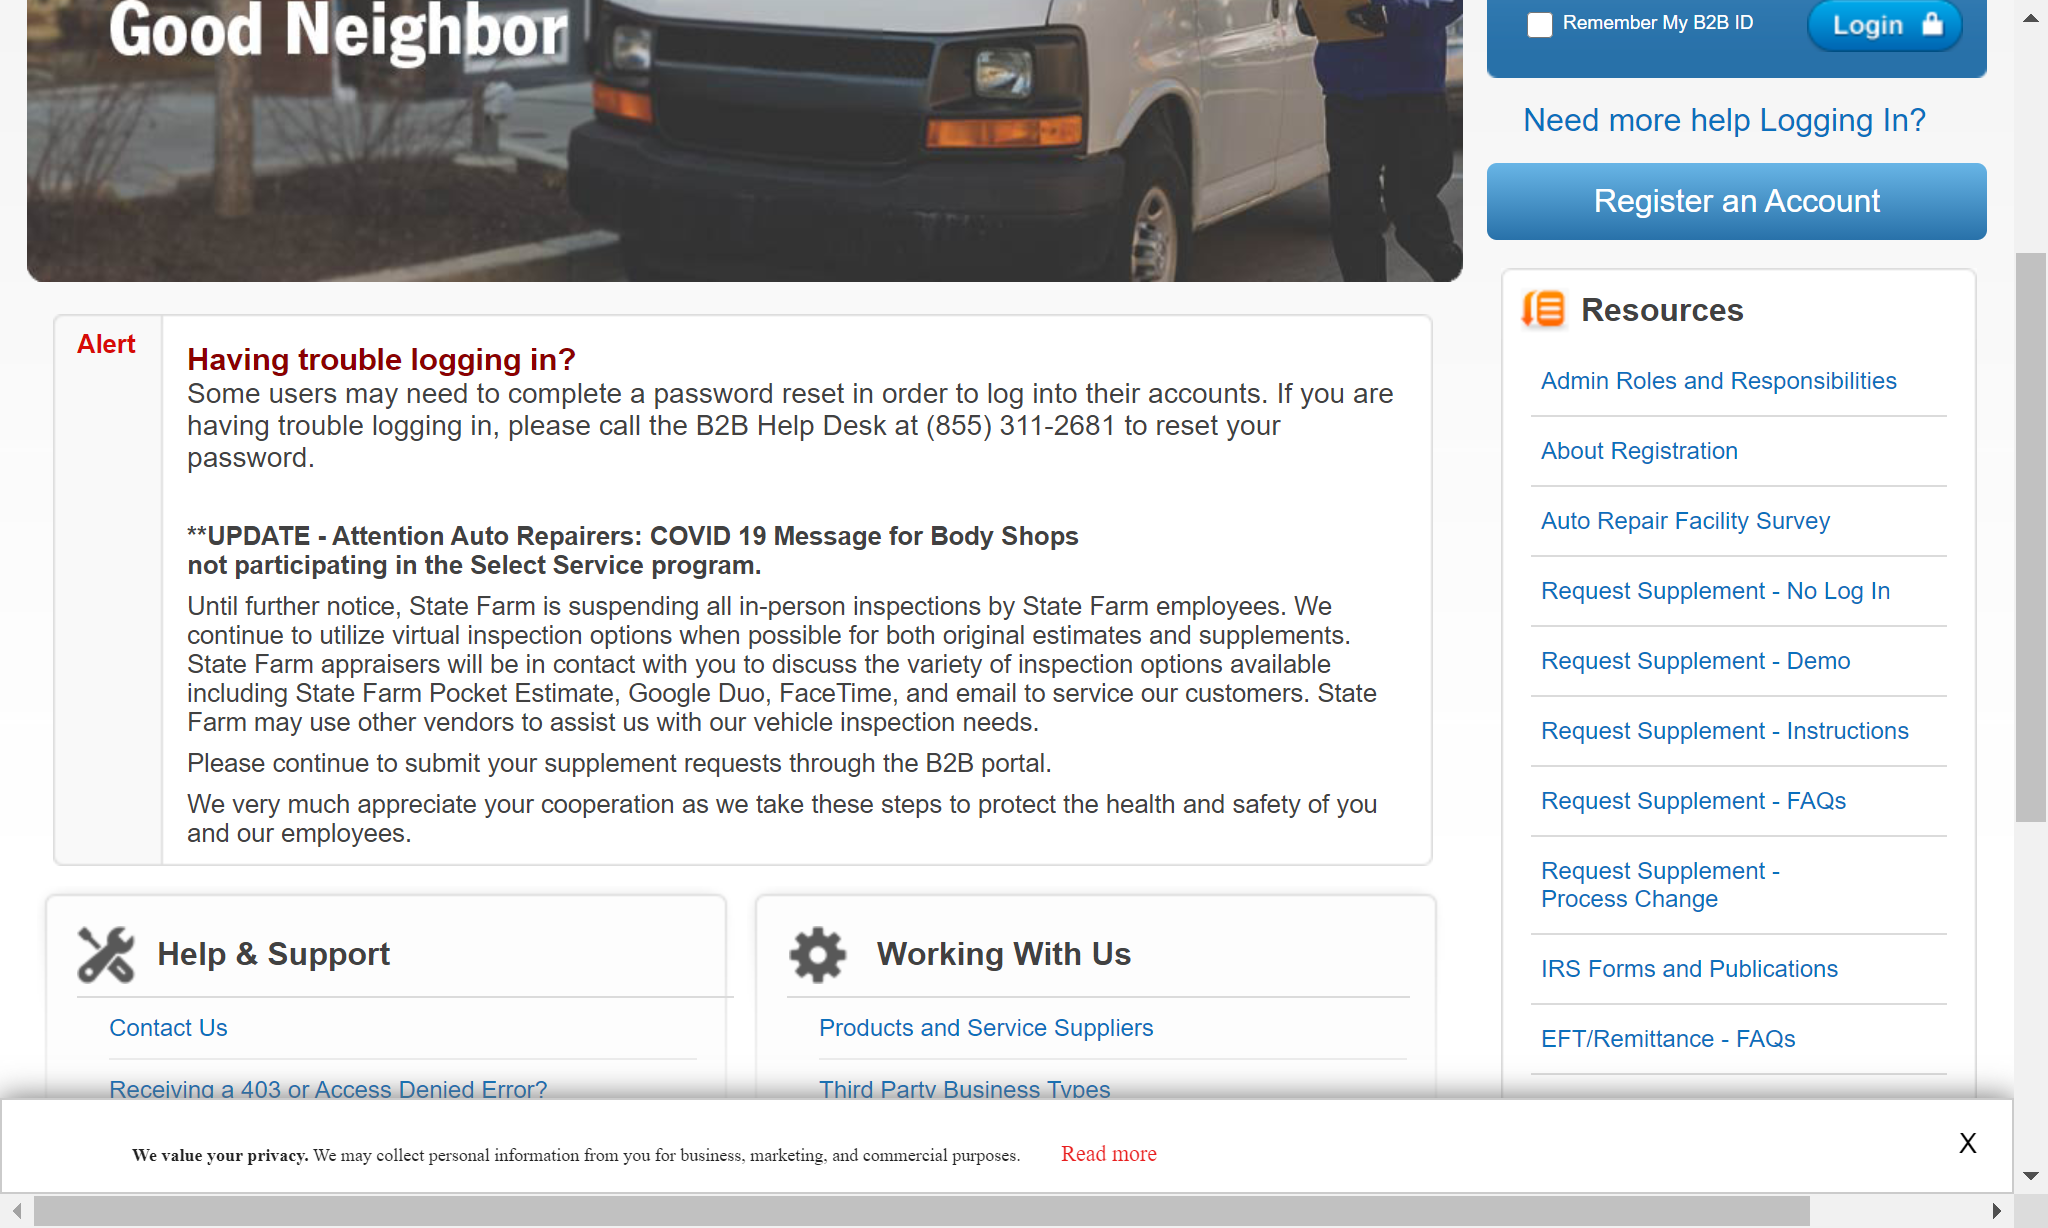 Good Neighbor
Remember My B2B ID
Login
Need more help Logging In?
Register an Account
Alert
Having trouble logging in?
Some users may need to complete a password reset in order to log into their accounts. If you are
having trouble logging in, please call the B2B Help Desk at (855) 311-2681 to reset your
password.
**UPDATE - Attention Auto Repairers: COVID 19 Message for Body Shops
not participating in the Select Service program.
Until further notice, State Farm is suspending all in-person inspections by State Farm employees. We
continue to utilize virtual inspection options when possible for both original estimates and supplements.
State Farm appraisers will be in contact with you to discuss the variety of inspection options available
including State Farm Pocket Estimate, Google Duo, FaceTime, and email to service our customers. State
Farm may use other vendors to assist us with our vehicle inspection needs.
Please continue to submit your supplement requests through the B2B portal.
We very much appreciate your cooperation as we take these steps to protect the health and safety of you
and our employees.
Resources
Admin Roles and Responsibilities
About Registration
Auto Repair Facility Survey
Request Supplement - No Log In
Request Supplement - Demo
Request Supplement - Instructions
Request Supplement - FAQs
Request Supplement -
Process Change
IRS Forms and Publications
EFT/Remittance - FAQs
Help & Support
Contact Us
Receiving a 403 or Access Denied Error?
Working With Us
Products and Service Suppliers
Third Party Business Types
We value your privacy. We may collect personal information from you for business, marketing, and commercial purposes. Read more
X